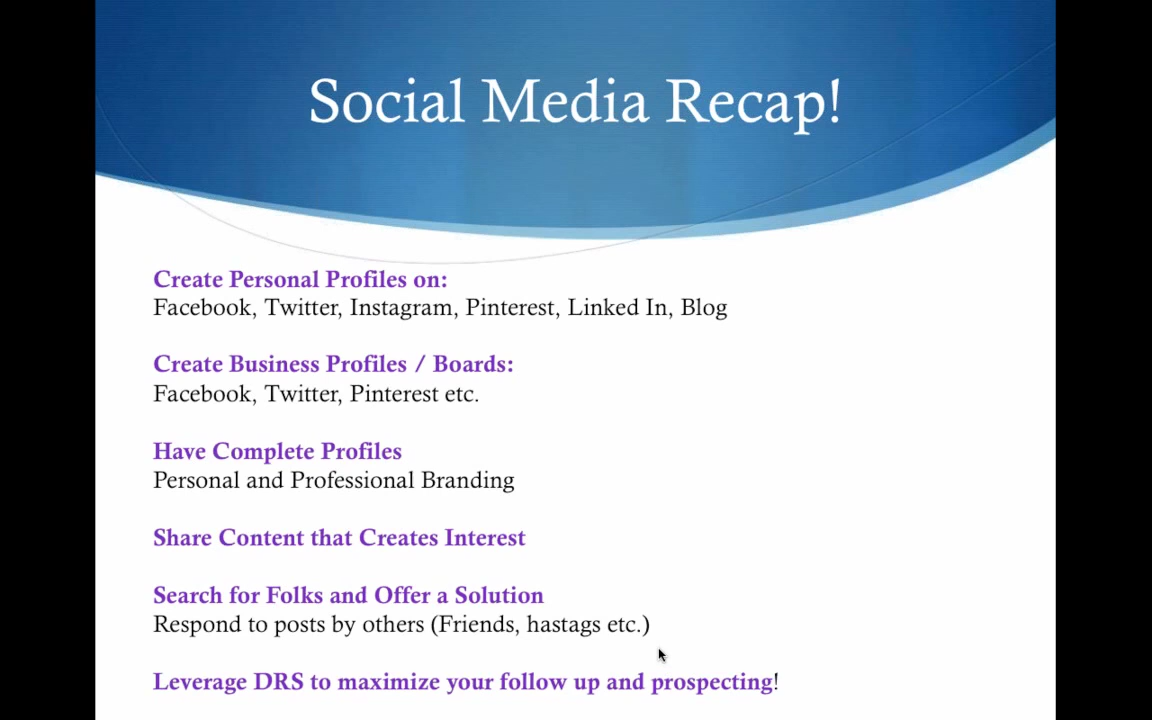 Social Media Recap!
Create Personal Profiles on:
Facebook, Twitter, Instagram, Pinterest, Linked In, Blog
Create Business Profiles / Boards:
Facebook, Twitter, Pinterest etc.
Have Complete Profiles
Personal and Professional Branding
Share Content that Creates Interest
Search for Folks and Offer a Solution
Respond to posts by others (Friends, hastags etc.)
Leverage DRS to maximize your follow up and prospecting!